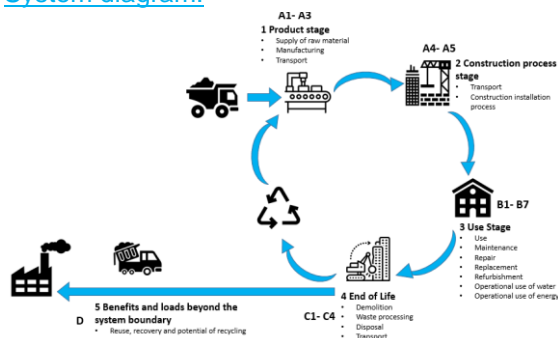 System diagram:
A1- A3
1 Product stage
• Supply of raw material
• Manufacturing
• Transport
A4- A5
2 Construction process
stage
• Transport
• Construction installation
process
B1- B7
3 Use Stage
• Use
• Maintenance
• Repair
• Replacement
• Refurbishment
• Operational use of water
• Operational use of energy
4 End of Life
C1- C4
• Demolition
• Waste processing
• Disposal
• Transport
5 Benefits and loads beyond the
D system boundary
• Reuse, recovery and potential of recycling